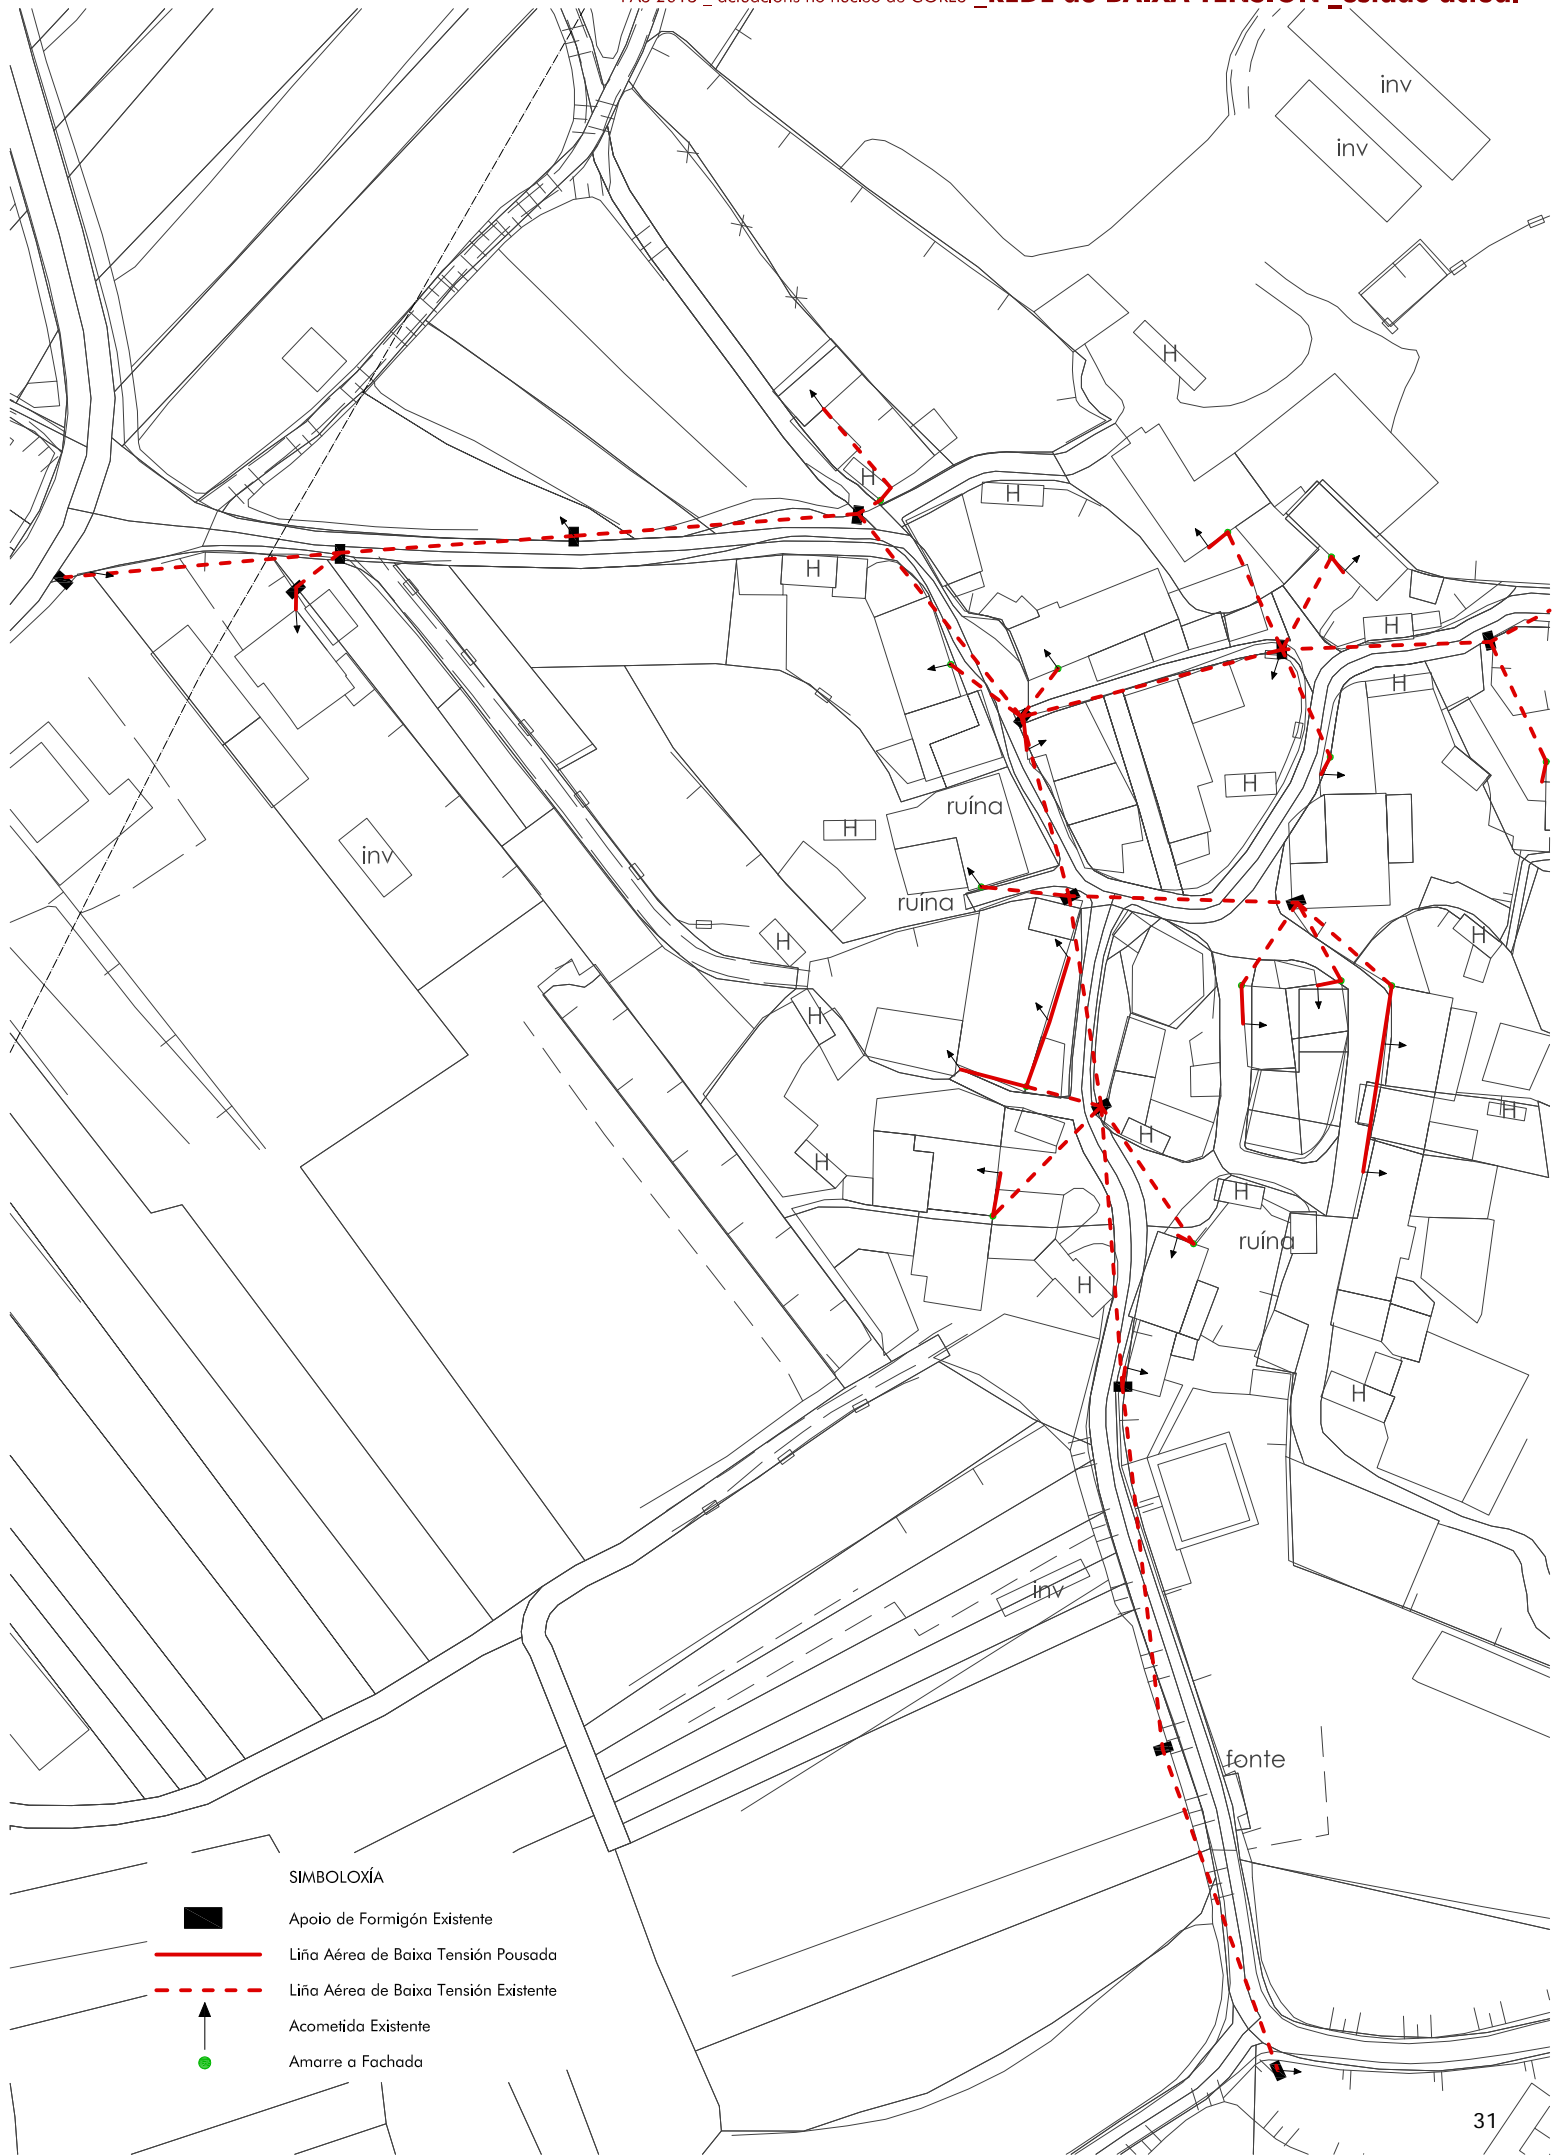 inv
inv
H
H
H
H
H
H
H
ruína
H
inv
ruína
H
H
H
H
H
H
H
ruína
H
H
inv
fonte
SIMBOLOXÍA
Apoio de Formigón Existente
Liña Aérea de Baixa Tensión Pousada
Liña Aérea de Baixa Tensión Existente
Acometida Existente
Amarre a Fachada
31